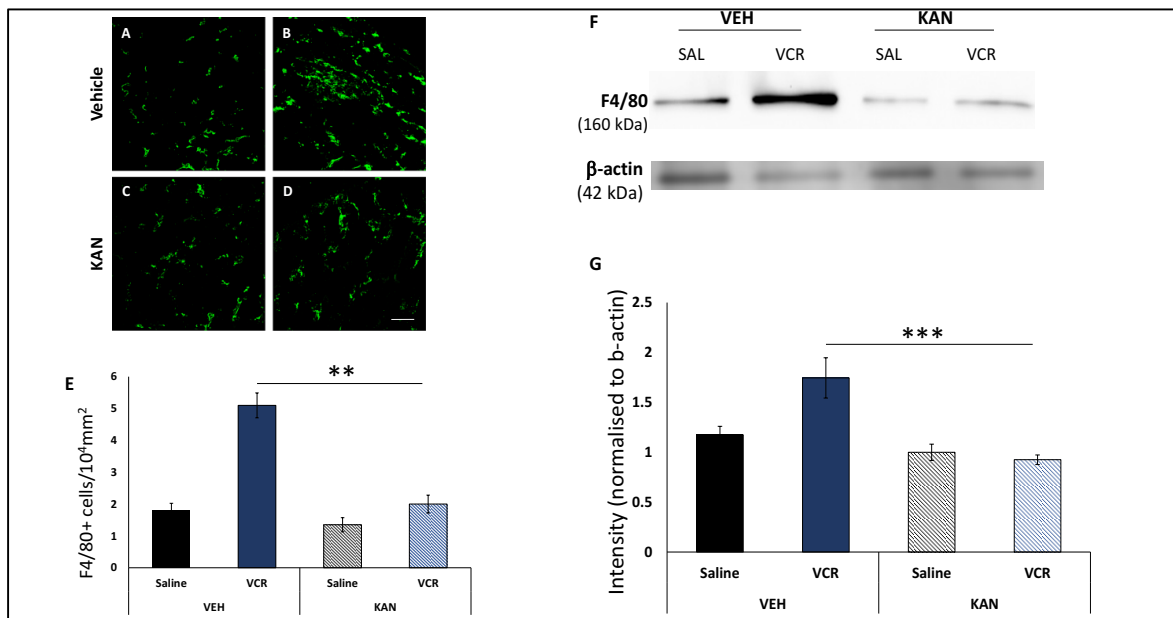 A
B
Vehicle
C
D
KAN
E
F4/80+ cells/10⁴mm²
6
5
4
3
2
1
0
**
Saline
VCR
Saline
VCR
VEH
KAN
F
VEH
KAN
SAL
VCR
SAL
VCR
F4/80
(160 kDa)
β-actin
(42 kDa)
G
Intensity (normalised to b-actin)
2.5
2
1.5
1
0.5
0
***
Saline
VCR
Saline
VCR
VEH
KAN